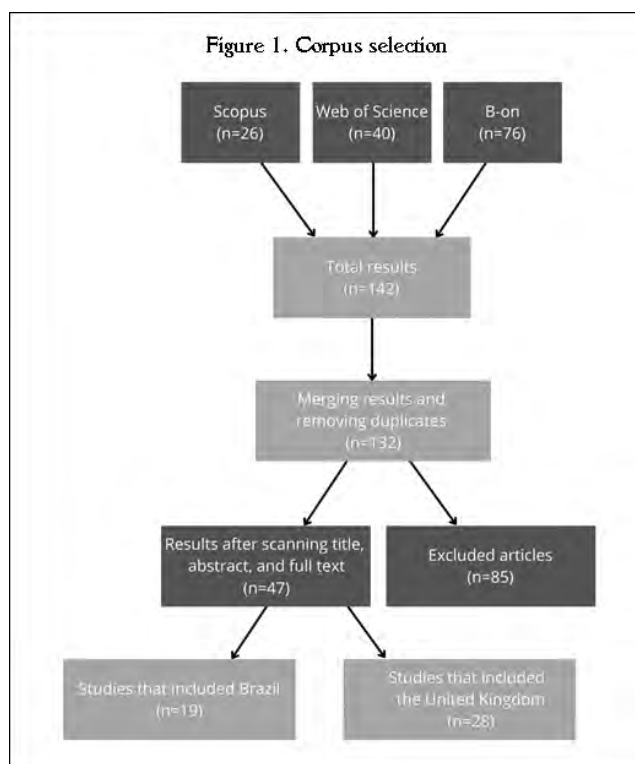 Figure 1. Corpus selection
Scopus
(n=26)
Web of Science
(n=40)
B-on
(n=76)
Total results
(n=142)
Merging results and
removing duplicates
(n=132)
Results after scanning title,
abstract, and full text
(n=47)
Excluded articles
(n=85)
Studies that included Brazil
(n=19)
Studies that included
the United Kingdom
(n=28)